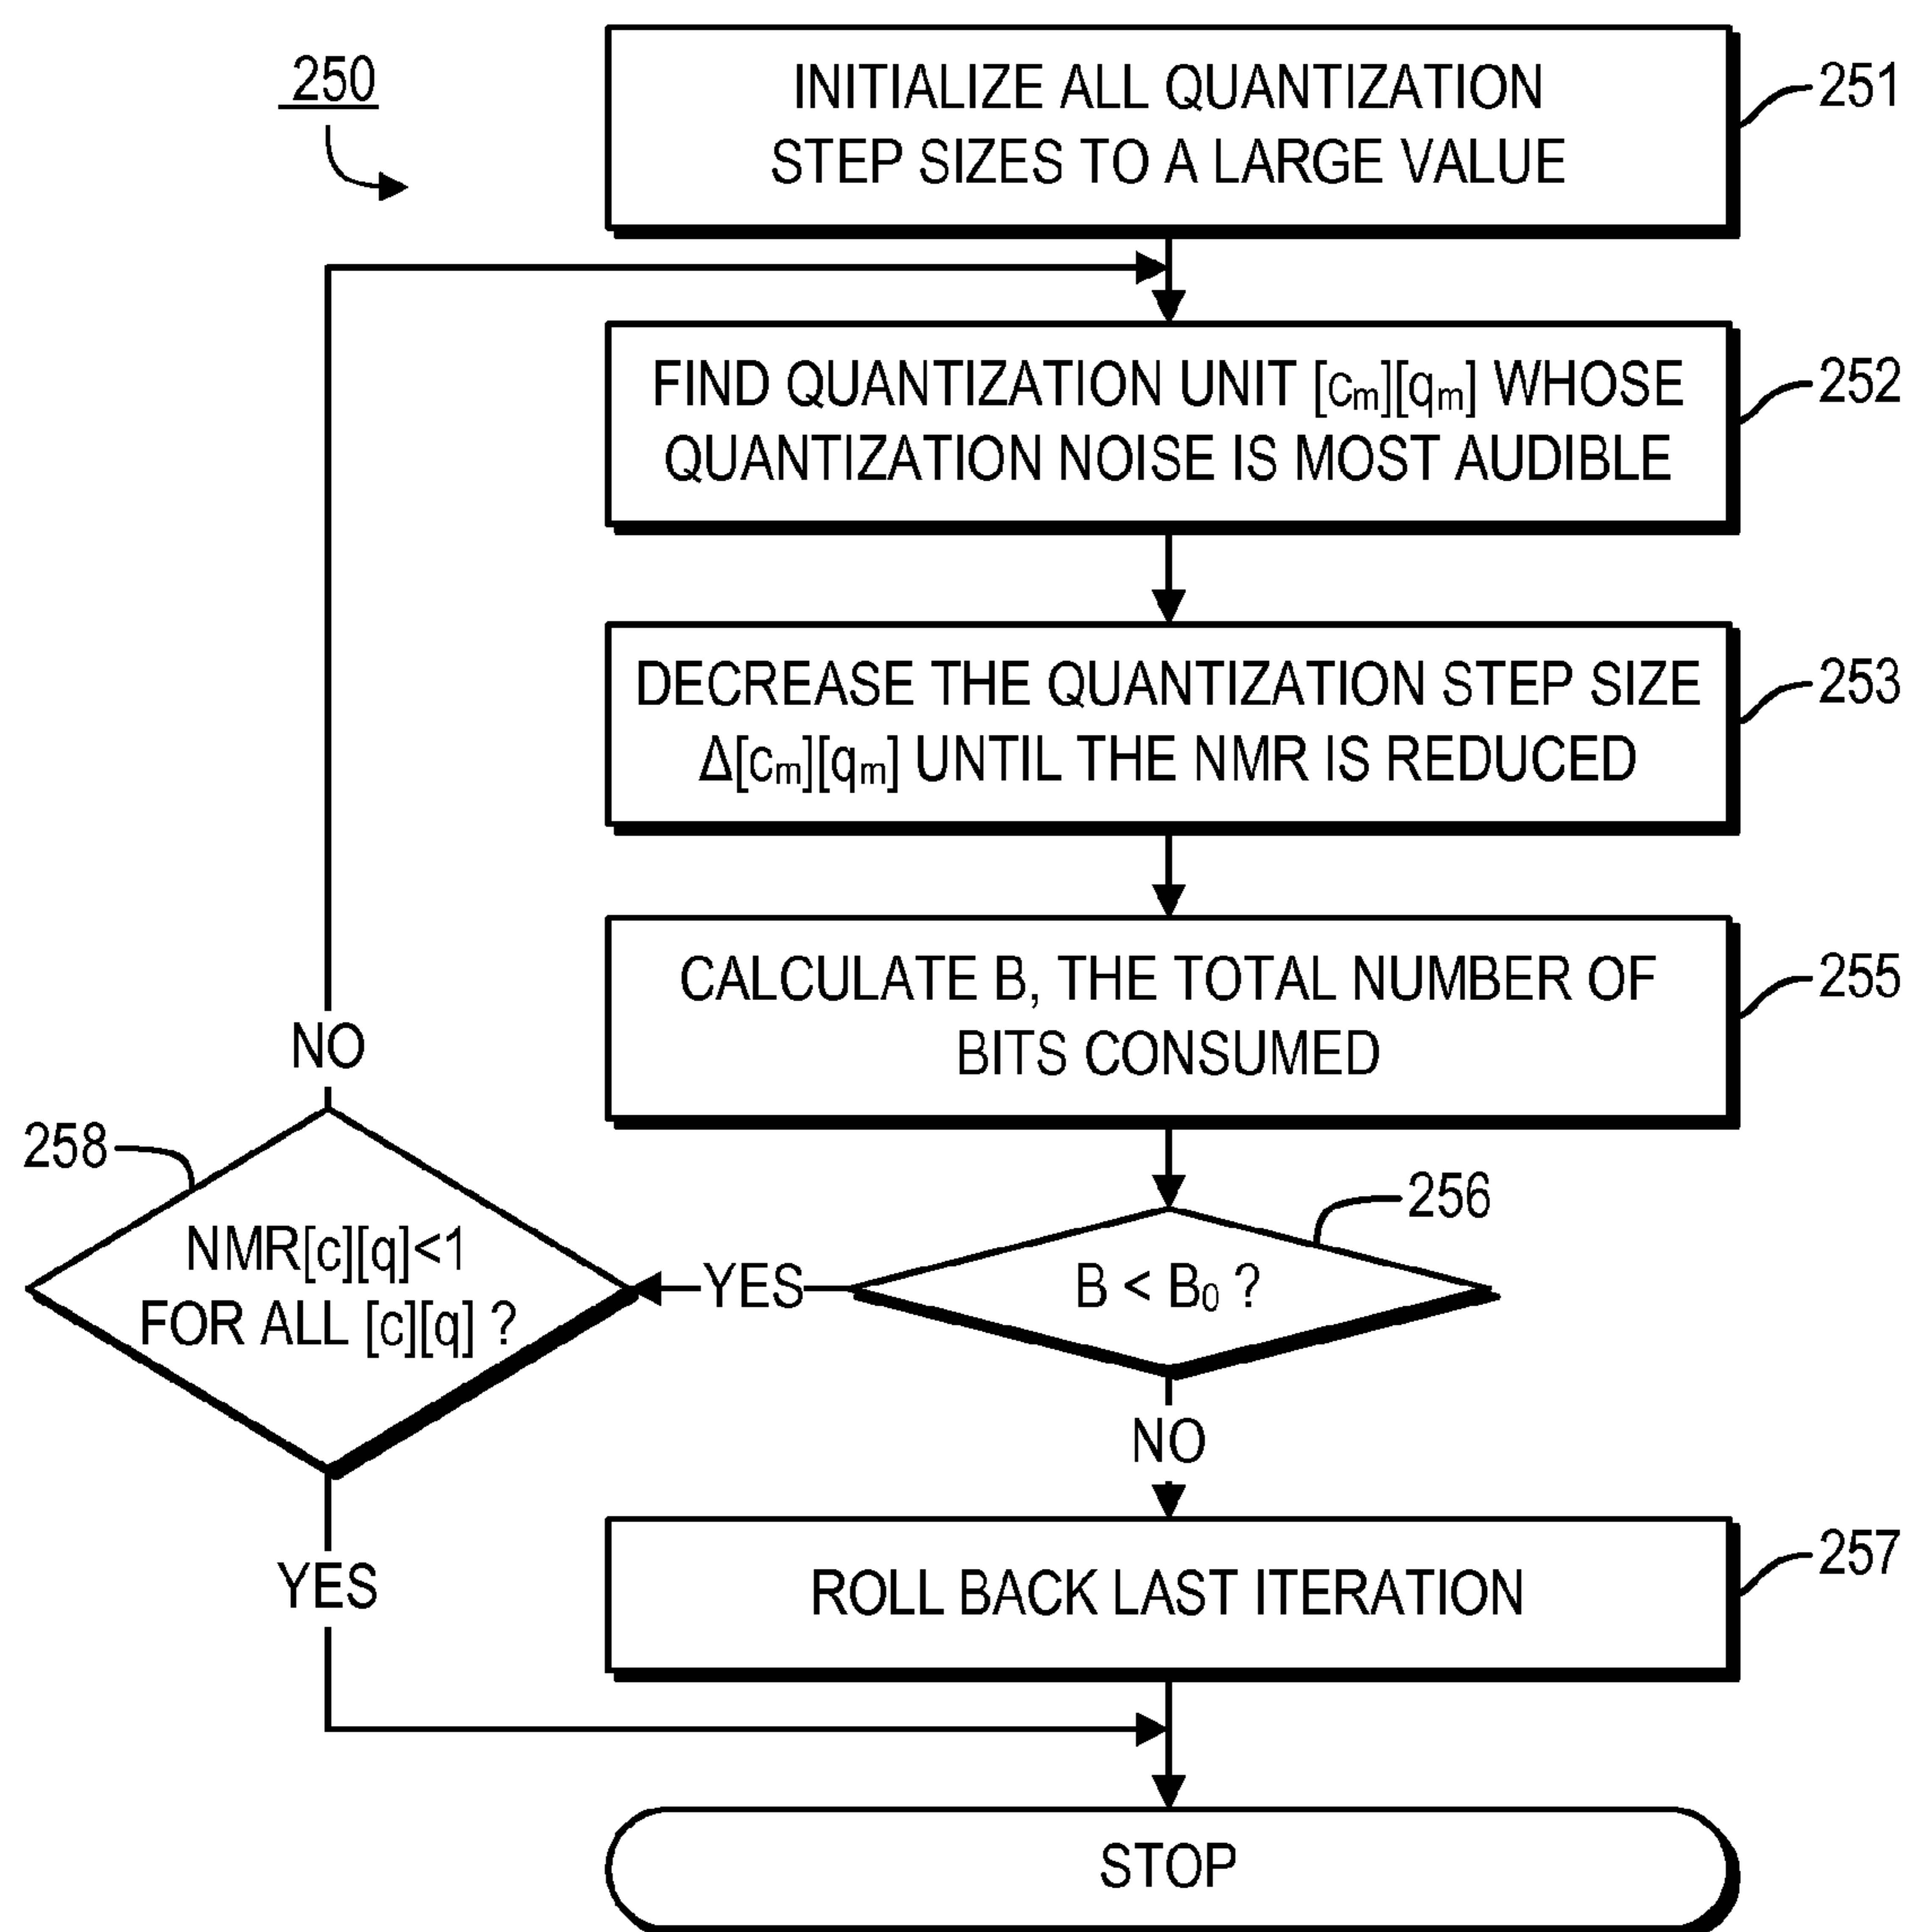 250
INITIALIZE ALL QUANTIZATION
STEP SIZES TO A LARGE VALUE
251
FIND QUANTIZATION UNIT [cm][qm] WHOSE
QUANTIZATION NOISE IS MOST AUDIBLE
252
DECREASE THE QUANTIZATION STEP SIZE
Δ[cm][qm] UNTIL THE NMR IS REDUCED
253
CALCULATE B, THE TOTAL NUMBER OF
BITS CONSUMED
255
NO
258
NMR[c][q]<1
FOR ALL [c][q] ?
YES
B < B0 ?
256
NO
YES
ROLL BACK LAST ITERATION
257
STOP